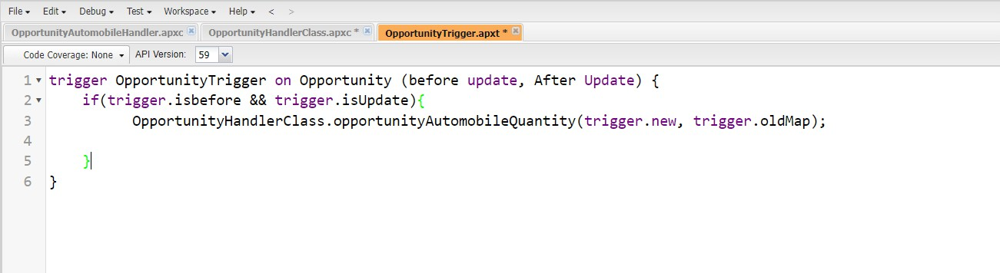 File Edit Debug Test Workspace Help < >
OpportunityAutomobileHandler.apxc OpportunityHandlerClass.apxc * OpportunityTrigger.apxt *
Code Coverage: None API Version: 59
1 trigger OpportunityTrigger on Opportunity (before update, After Update) {
2 if(trigger.isbefore && trigger.isUpdate){
3 OpportunityHandlerClass.opportunityAutomobileQuantity(trigger.new, trigger.oldMap);
4
5 }
6 }